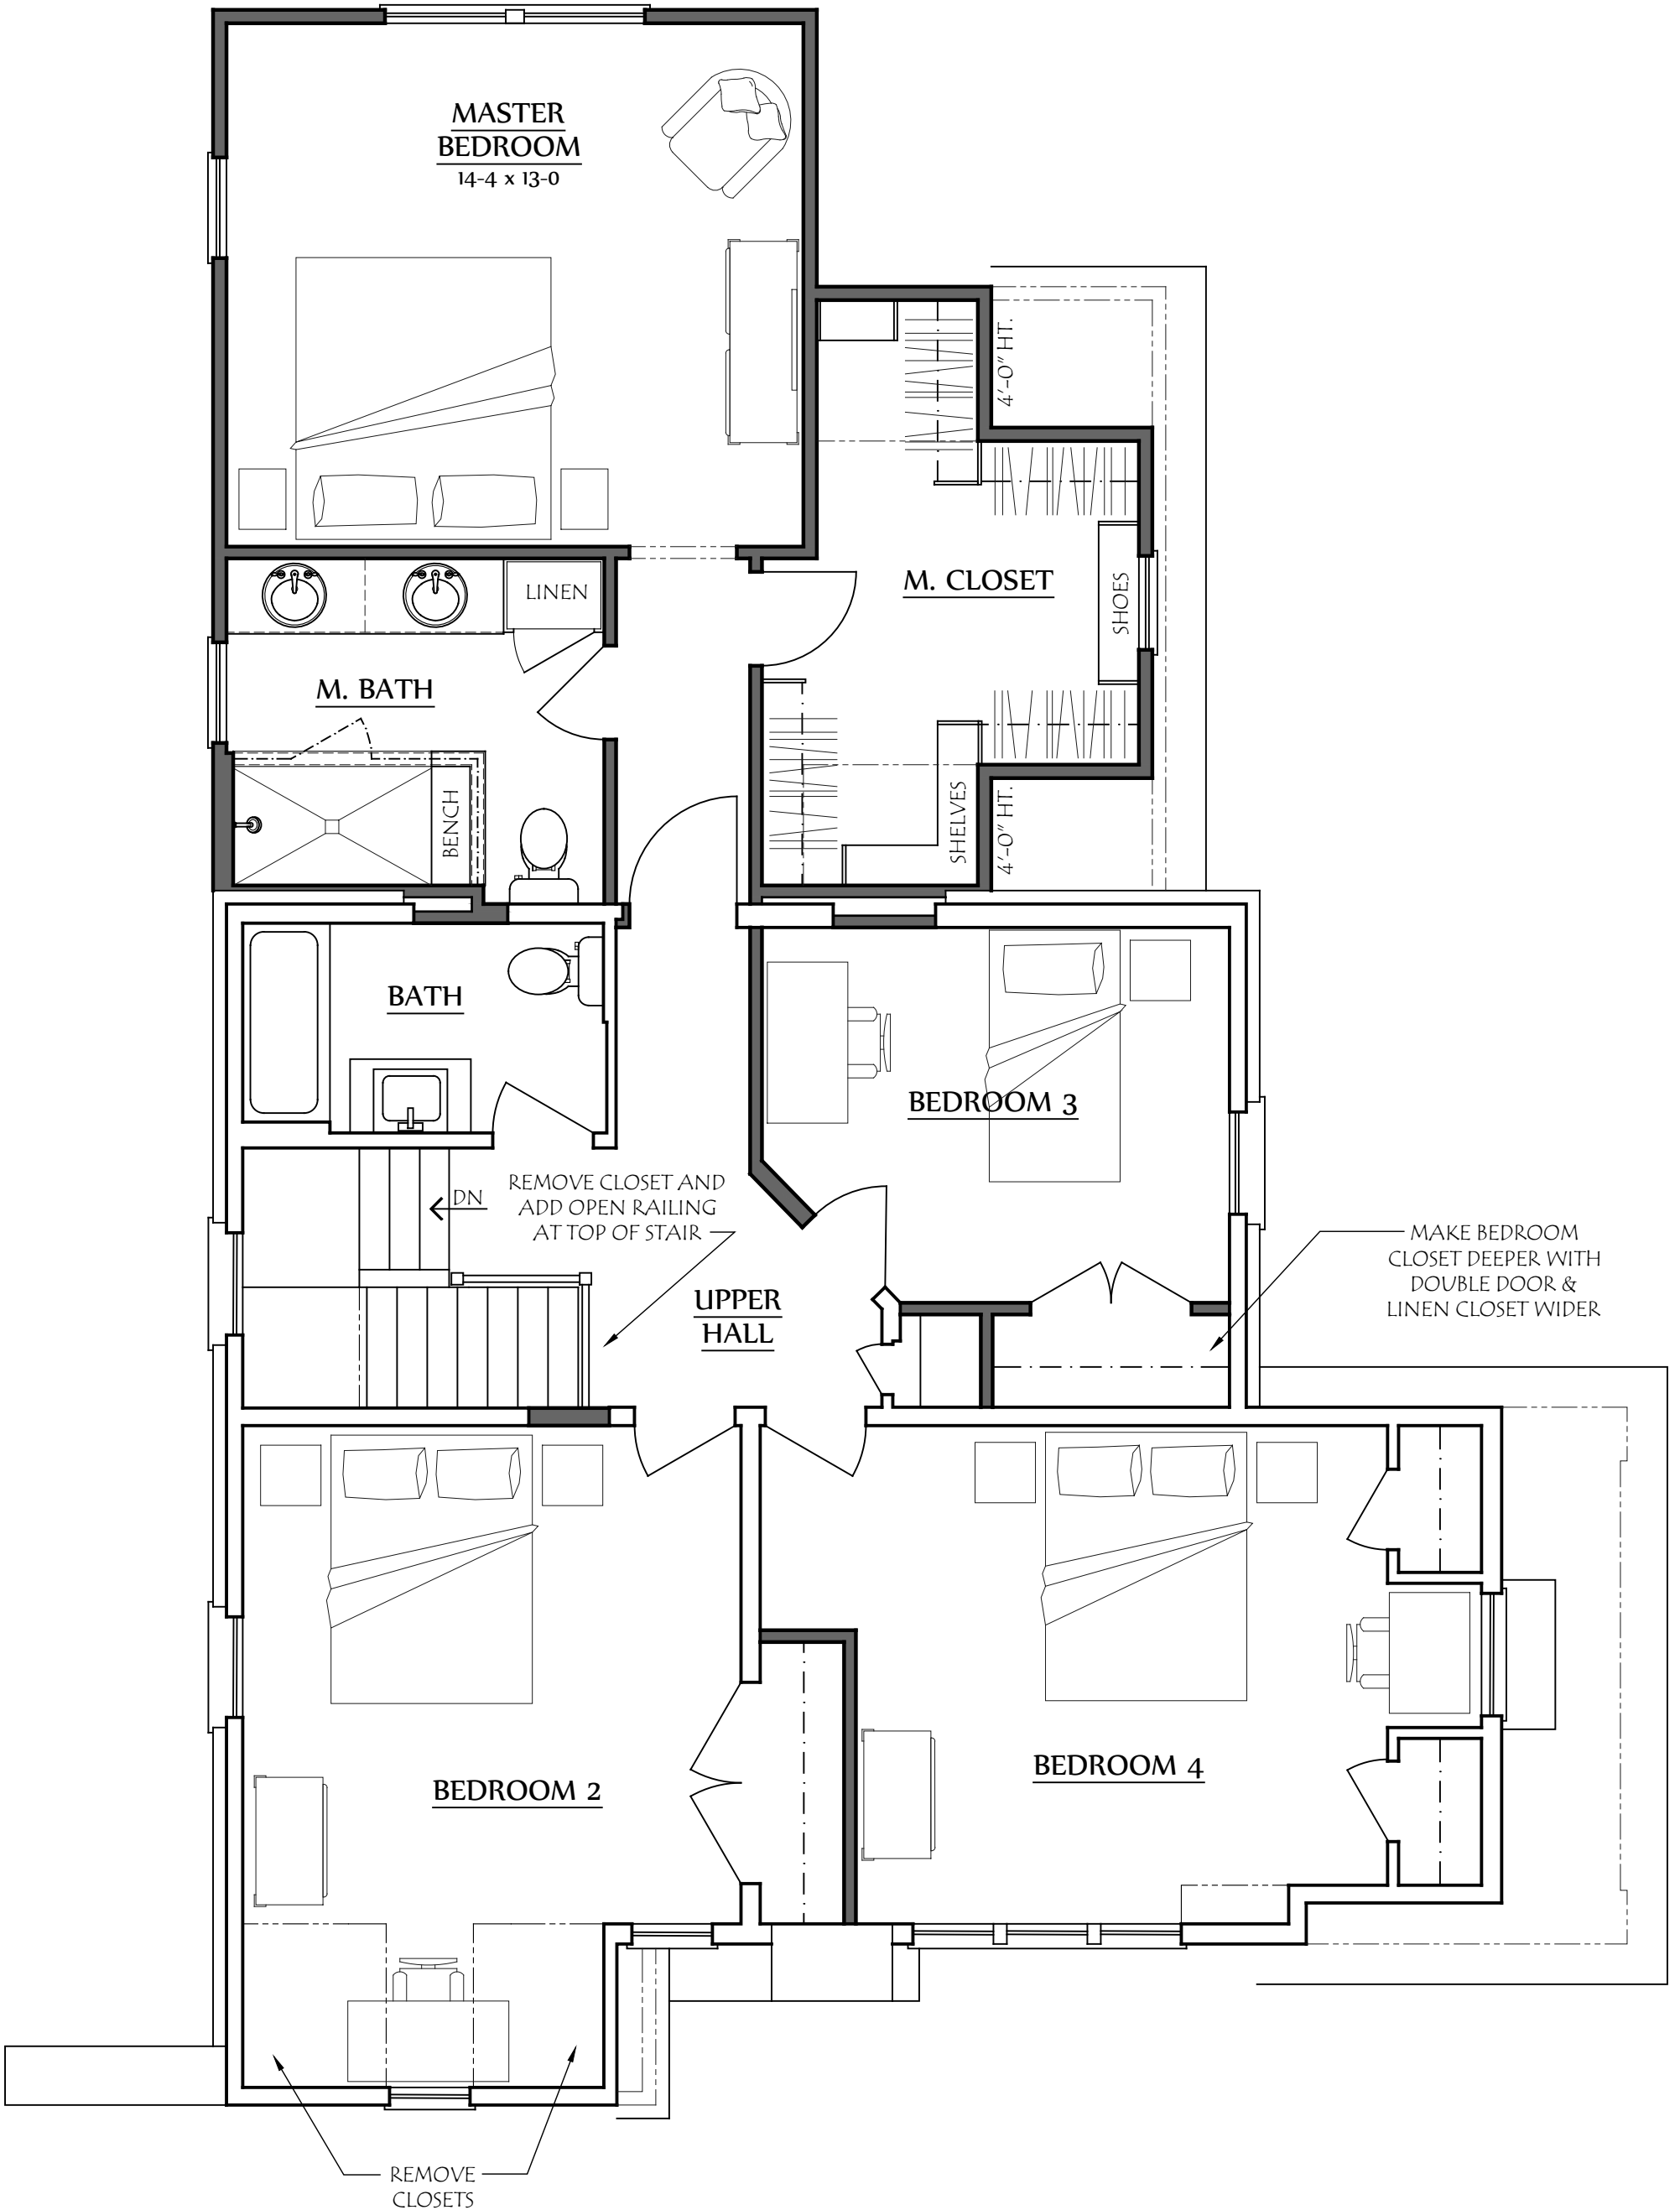 MASTER
BEDROOM
14-4 x 13-0
4'-0" HT.
LINEN
M. CLOSET
SHOES
M. BATH
BENCH
SHELVES
4'-0" HT.
BATH
BEDROOM 3
DN
REMOVE CLOSET AND
ADD OPEN RAILING
AT TOP OF STAIR
MAKE BEDROOM
CLOSET DEEPER WITH
DOUBLE DOOR &
LINEN CLOSET WIDER
UPPER
HALL
BEDROOM 4
BEDROOM 2
REMOVE
CLOSETS